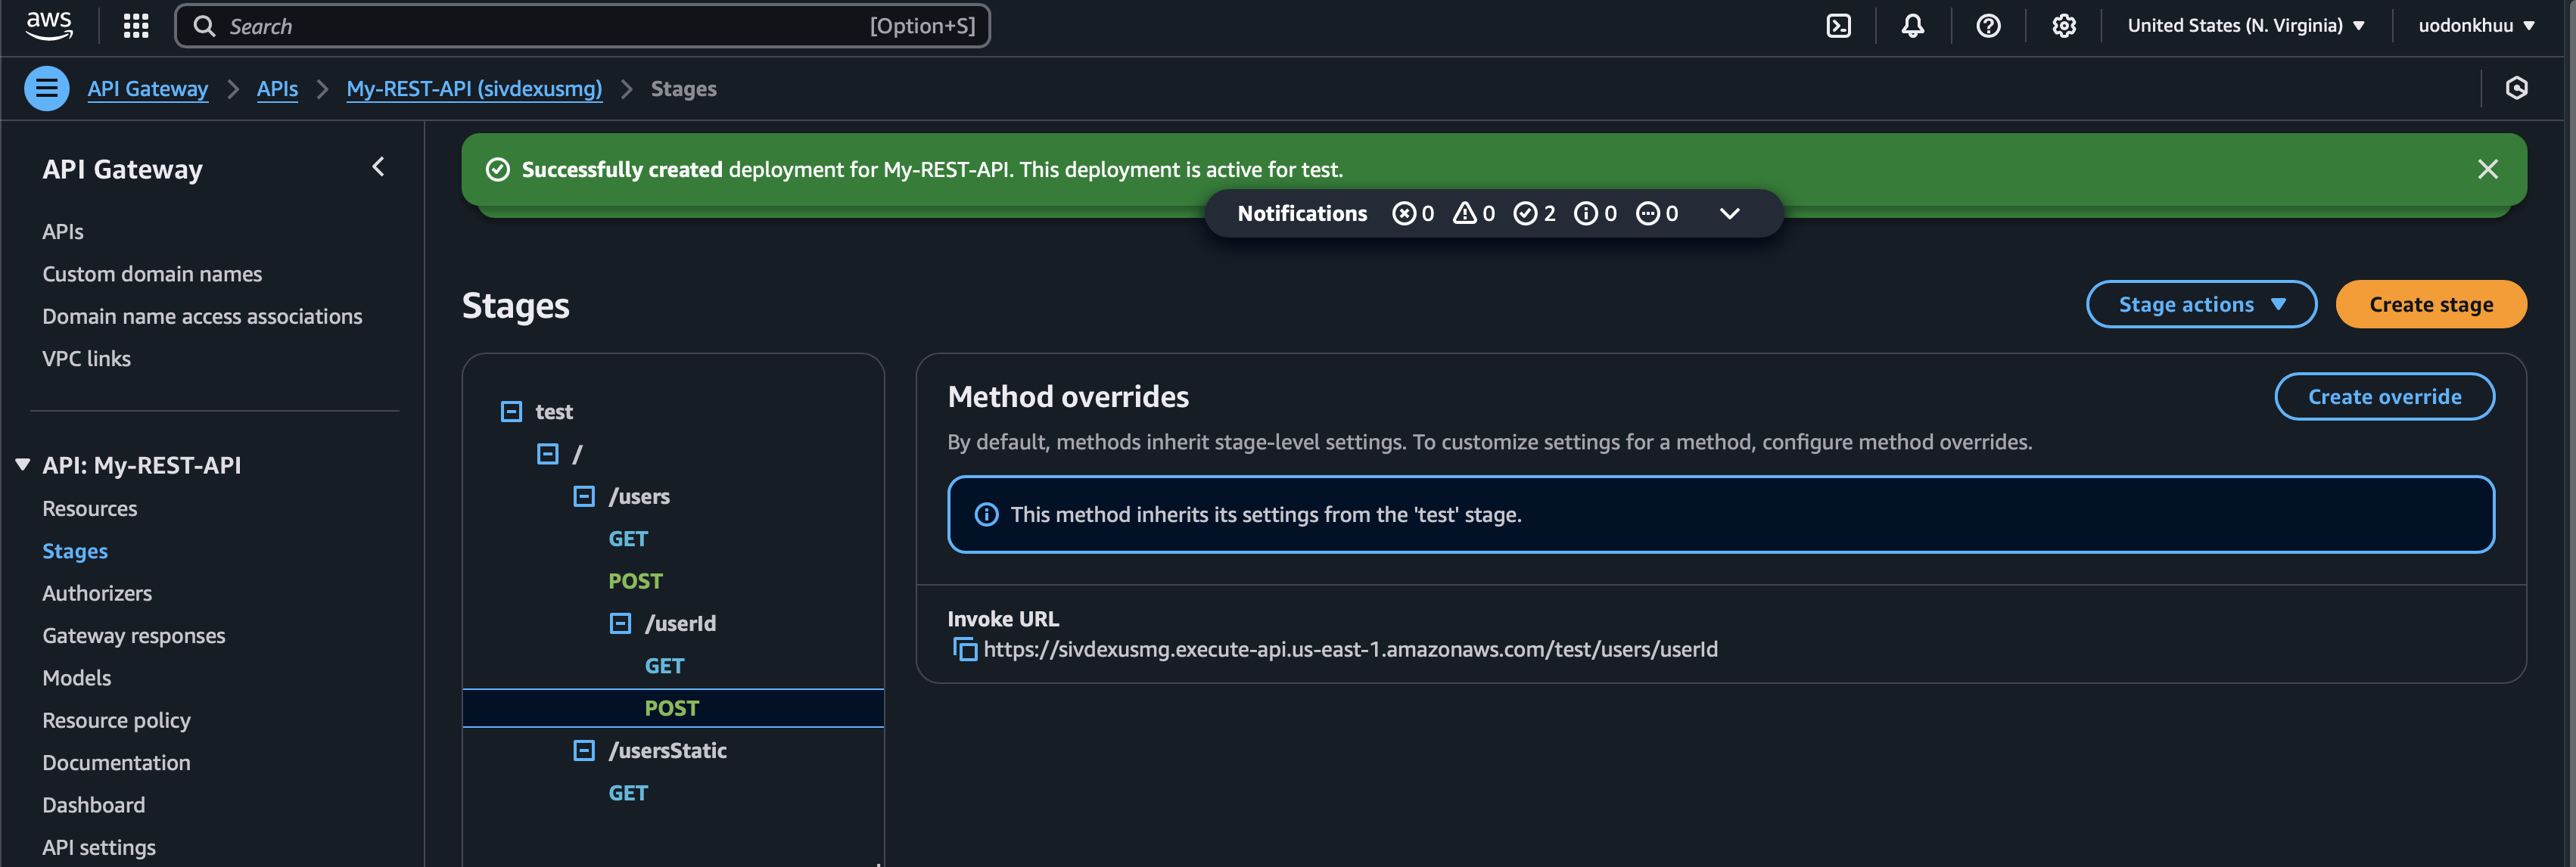 aws
Search [Option+S]
United States (N. Virginia)
uodonkhuu
API Gateway
APIs
My-REST-API (sivdexusmg)
Stages
API Gateway
APIs
Custom domain names
Domain name access associations
VPC links
API: My-REST-API
Resources
Stages
Authorizers
Gateway responses
Models
Resource policy
Documentation
Dashboard
API settings
Successfully created deployment for My-REST-API. This deployment is active for test.
Notifications 0 0 2 0 0
Stages
Stage actions
Create stage
test
/
/users
GET
POST
/userId
GET
POST
/usersStatic
GET
Method overrides
Create override
By default, methods inherit stage-level settings. To customize settings for a method, configure method overrides.
This method inherits its settings from the 'test' stage.
Invoke URL
https://sivdexusmg.execute-api.us-east-1.amazonaws.com/test/users/userId